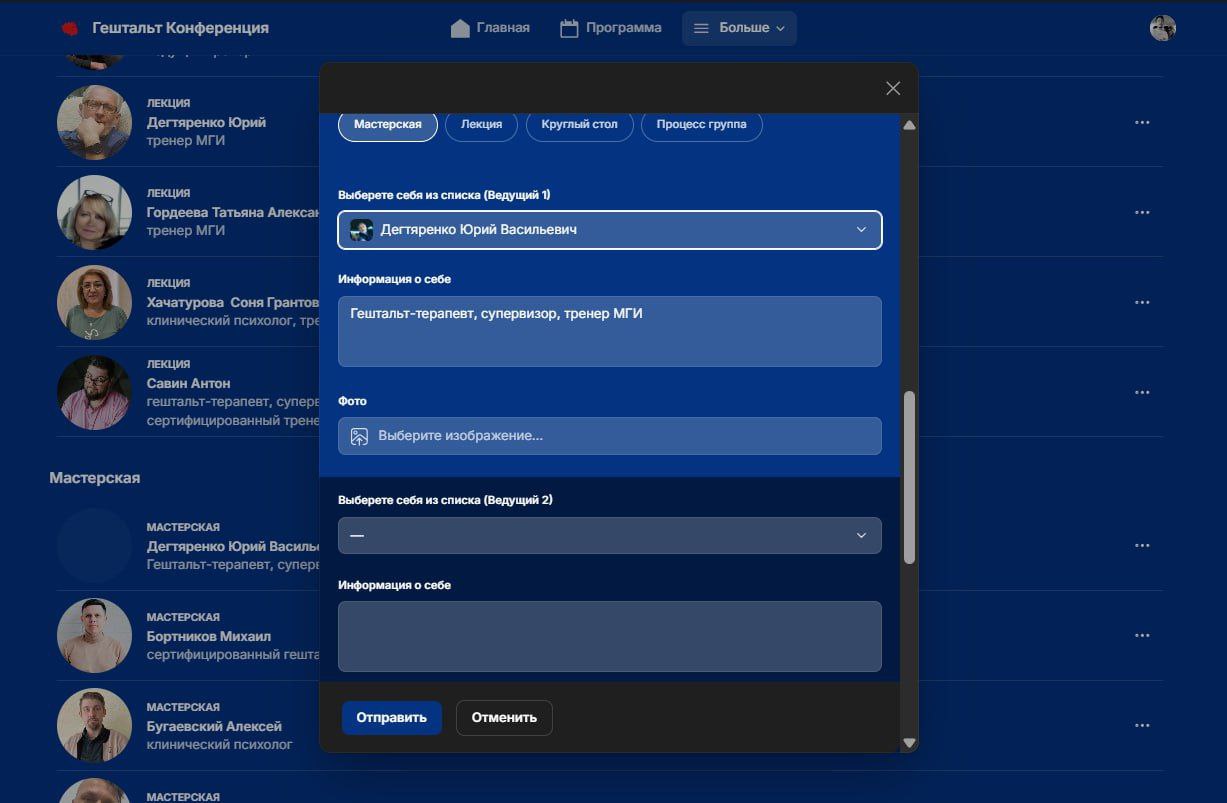 Гештальт Конференция
Главная
Программа
Больше
ЛЕКЦИЯ
Дегтяренко Юрий
тренер МГИ
ЛЕКЦИЯ
Гордеева Татьяна
тренер МГИ
ЛЕКЦИЯ
Хачатурова Соня Грантов
клинический психолог, тре
ЛЕКЦИЯ
Савин Антон
гештальт-терапевт, суперв
сертифицированный трене
Мастерская
МАСТЕРСКАЯ
Дегтяренко Юрий Василь
Гештальт-терапевт, суперв
МАСТЕРСКАЯ
Бортников Михаил
сертифицированный гешта
МАСТЕРСКАЯ
Бугаевский Алексей
клинический психолог
МАСТЕРСКАЯ
Мастерская
Лекция
Круглый стол
Процесс группа
Выберете себя из списка (Ведущий 1)
Дегтяренко Юрий Васильевич
Информация о себе
Гештальт-терапевт, супервизор, тренер МГИ
Фото
Выберите изображение...
Выберете себя из списка (Ведущий 2)
—
Информация о себе
Отправить
Отменить